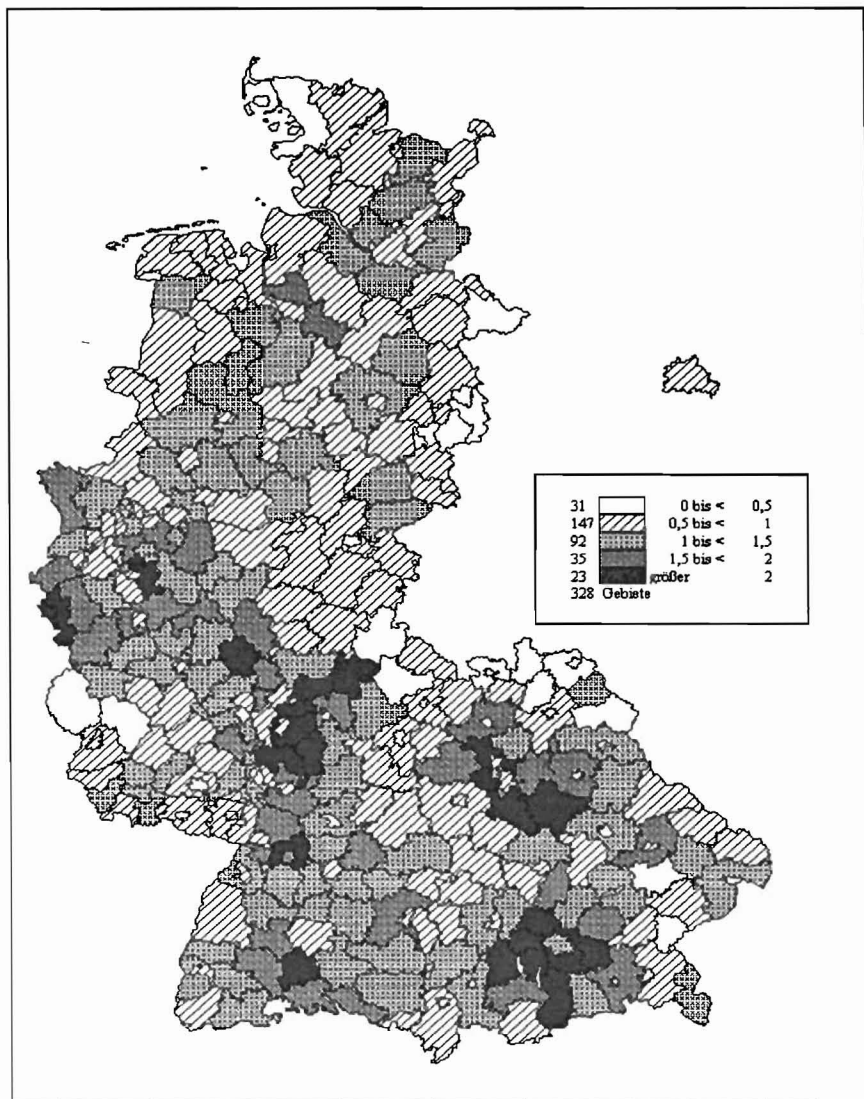 31 0 bis < 0,5
147 0,5 bis < 1
92 1 bis < 1,5
35 1,5 bis < 2
23 größer 2
328 Gebiete